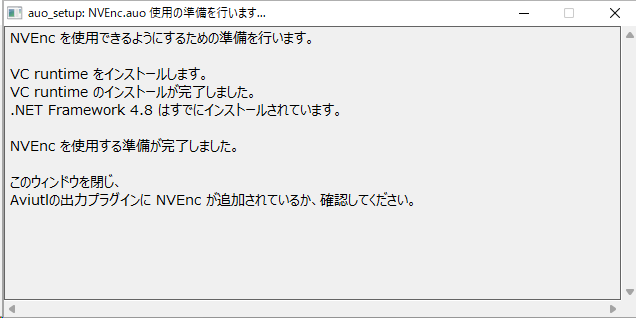 auo_setup: NVEnc.auo 使用の準備を行います...
NVEnc を使用できるようにするための準備を行います。
VC runtime をインストールします。
VC runtime のインストールが完了しました。
.NET Framework 4.8 はすでにインストールされています。
NVEnc を使用する準備が完了しました。
このウィンドウを閉じ、
Aviutlの出力プラグインに NVEnc が追加されているか、確認してください。